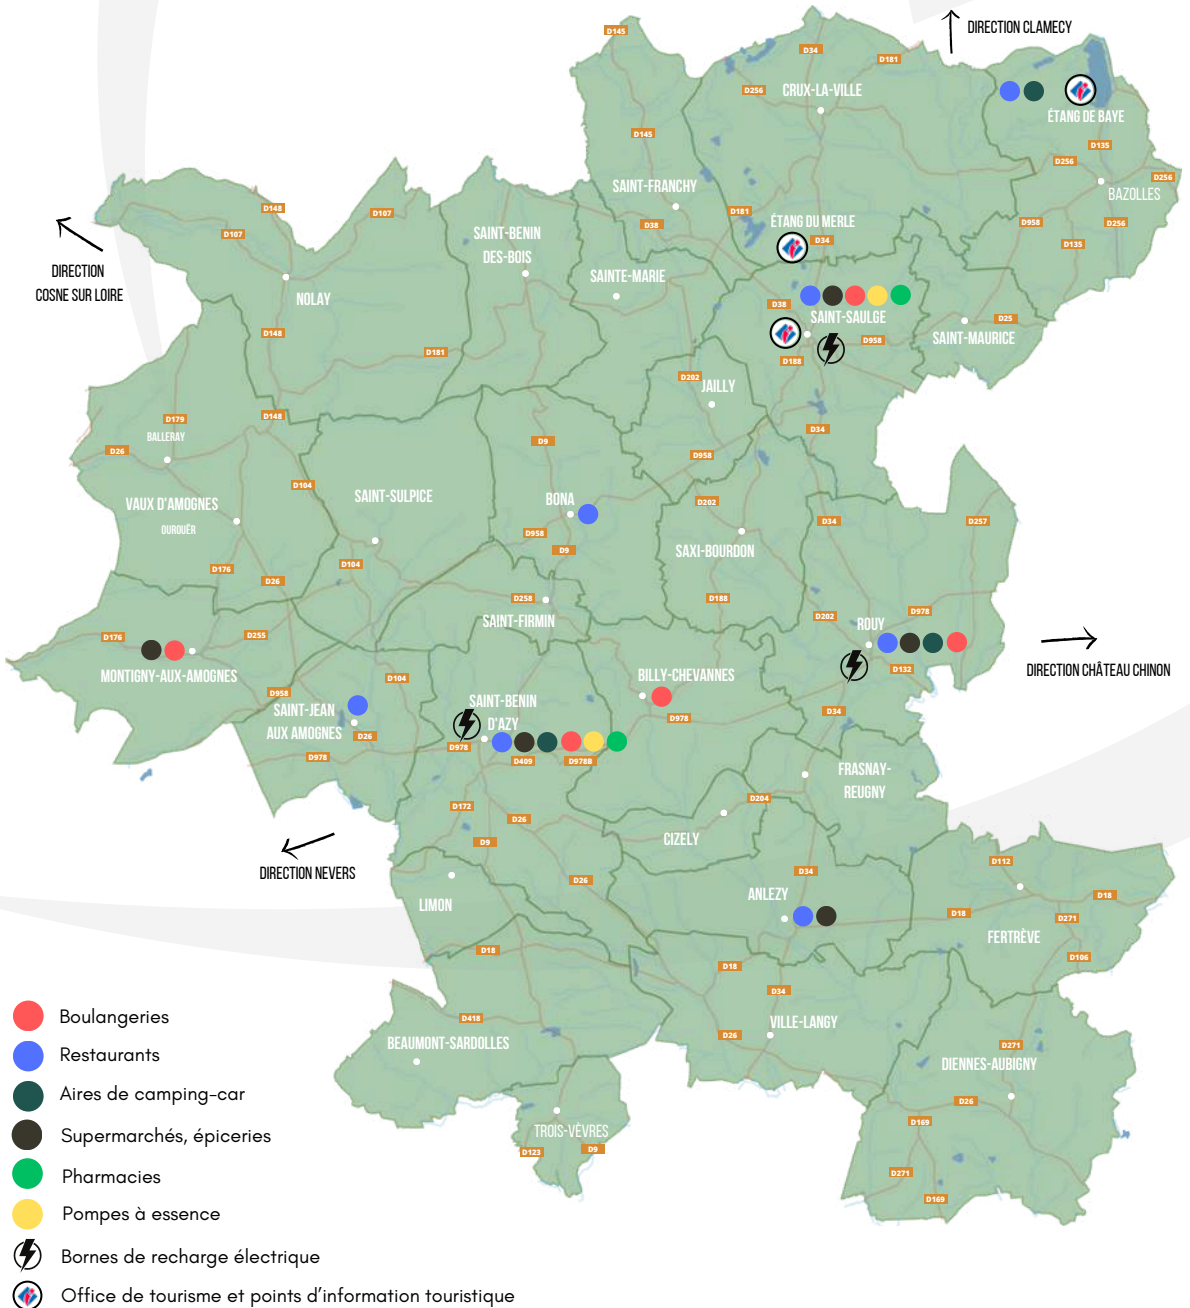 D145
DIRECTION CLAMECY
D34
D181
D256
CRUX-LA-VILLE
ÉTANG DE BAYE
D145
D135
D256
D256
BAZOLLES
SAINT-FRANCHY
D148
D107
D181
D38
D958
D256
ÉTANG DU MERLE
D107
SAINT-BENIN
DES-BOIS
D34
D135
DIRECTION
COSNE SUR LOIRE
SAINTE-MARIE
NOLAY
D38
SAINT-SAULGE
D25
D148
SAINT-MAURICE
D958
D181
D188
D202
JAILLY
D179
D148
BALLERAY
D9
D34
D26
D958
D104
SAINT-SULPICE
VAUX D'AMOGNES
BONA
D202
OUROUËR
D958
D34
D257
D9
SAXI-BOURDON
D176
D104
D26
D258
D188
SAINT-FIRMIN
D202
D978
ROUY
D176
D255
MONTIGNY-AUX-AMOGNES
D104
BILLY-CHEVANNES
D132
DIRECTION CHÂTEAU CHINON
D958
SAINT-JEAN
AUX AMOGNES
D26
SAINT-BENIN
D'AZY
D978
D34
D978
D978
D409
D978B
FRASNAY-
REUGNY
D172
D26
D204
D9
CIZELY
DIRECTION NEVERS
D26
D34
D112
LIMON
ANLEZY
D18
D18
D271
FERTRÈVE
D18
D18
D106
D34
D418
VILLE-LANGY
D26
BEAUMONT-SARDOLLES
D271
DIENNES-AUBIGNY
D26
D169
TROIS-VÈVRES
D123
D9
D271
D169
Boulangeries
Restaurants
Aires de camping-car
Supermarchés, épiceries
Pharmacies
Pompes à essence
Bornes de recharge électrique
Office de tourisme et points d'information touristique